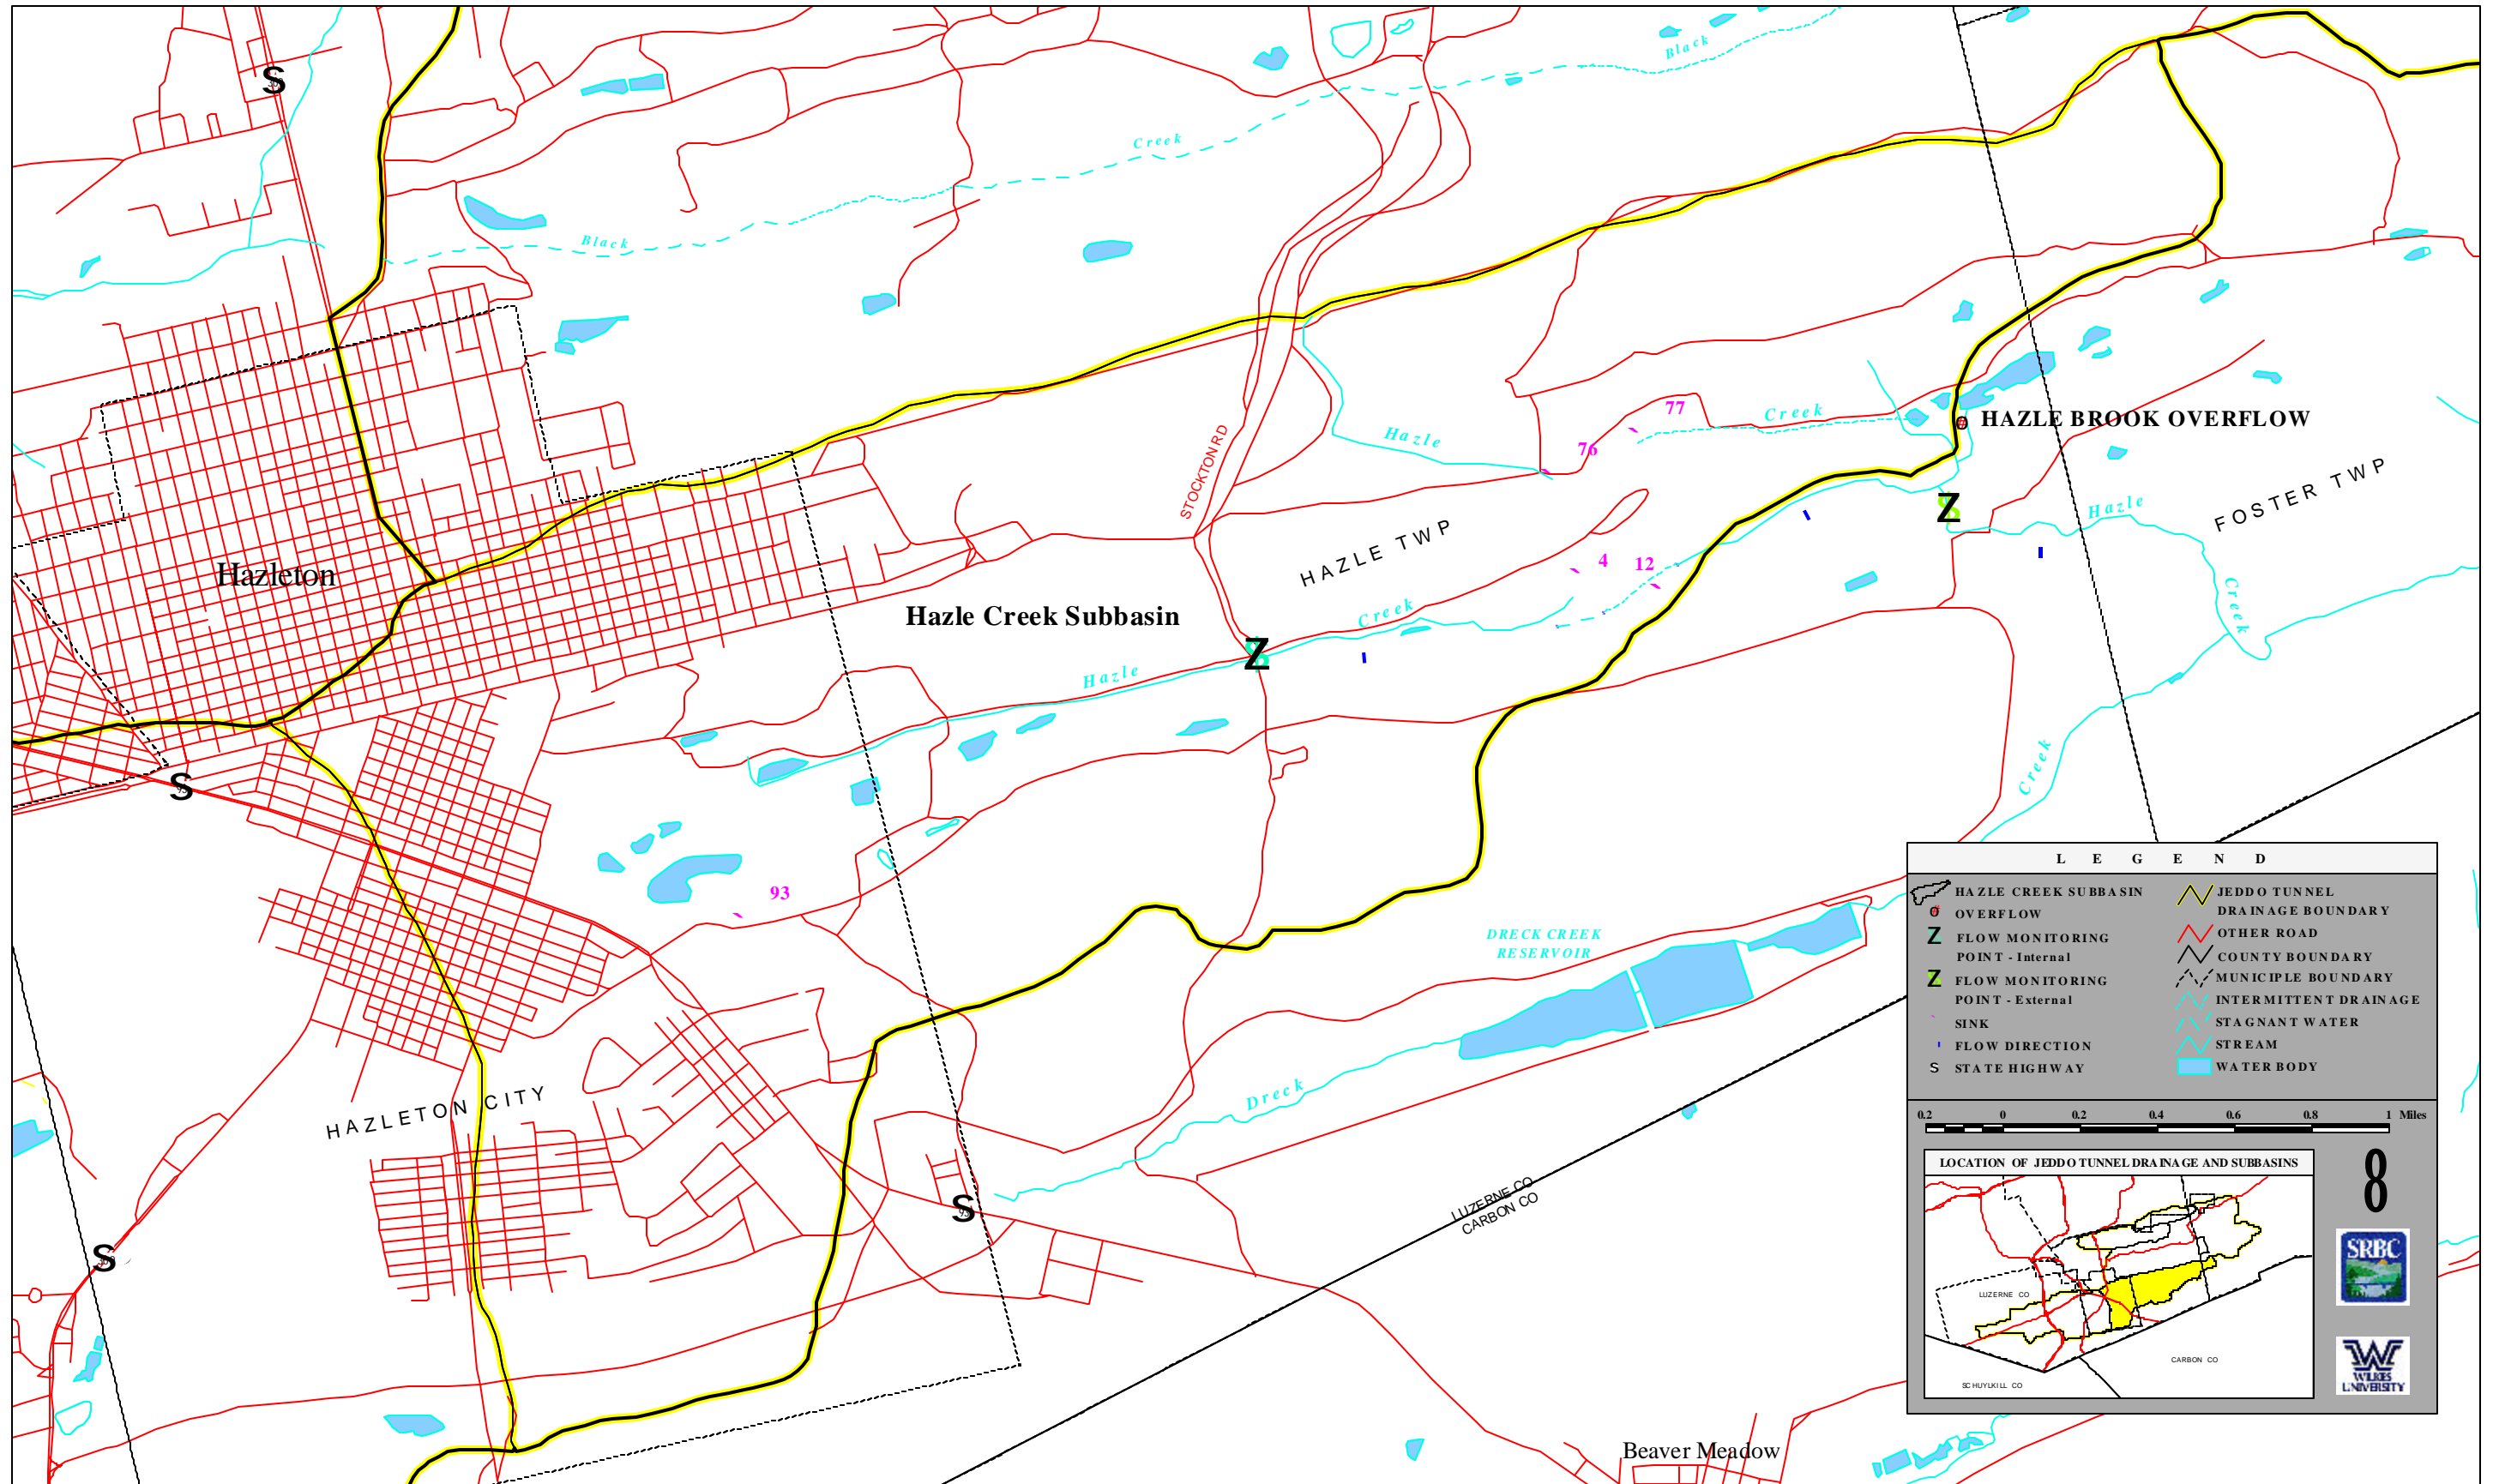 Black
Creek
Black
STOCKTON RD
Hazle
77
Creek
76
HAZLE BROOK OVERFLOW
FOSTER TWP
Hazle
HAZLE TWP
4
12
Hazleton
Hazle Creek Subbasin
Creek
Creek
Hazle
Creek
93
DRECK CREEK
RESERVOIR
HAZLETON CITY
Dreck
LUZERNE CO
CARBON CO
Beaver Meadow
S
S
93
S
93
S
Z
Z
LEGEND
HAZLE CREEK SUBBASIN
OVERFLOW
Z FLOW MONITORING
POINT - Internal
Z FLOW MONITORING
POINT - External
SINK
FLOW DIRECTION
S STATE HIGHWAY
JEDDO TUNNEL
DRAINAGE BOUNDARY
OTHER ROAD
COUNTY BOUNDARY
MUNICIPLE BOUNDARY
INTERMITTENT DRAINAGE
STAGNANT WATER
STREAM
WATER BODY
0.2 0 0.2 0.4 0.6 0.8 1 Miles
LOCATION OF JEDDO TUNNEL DRAINAGE AND SUBBASINS
LUZERNE CO
CARBON CO
SCHUYLKILL CO
8
SRBC
W
WILKES
UNIVERSITY